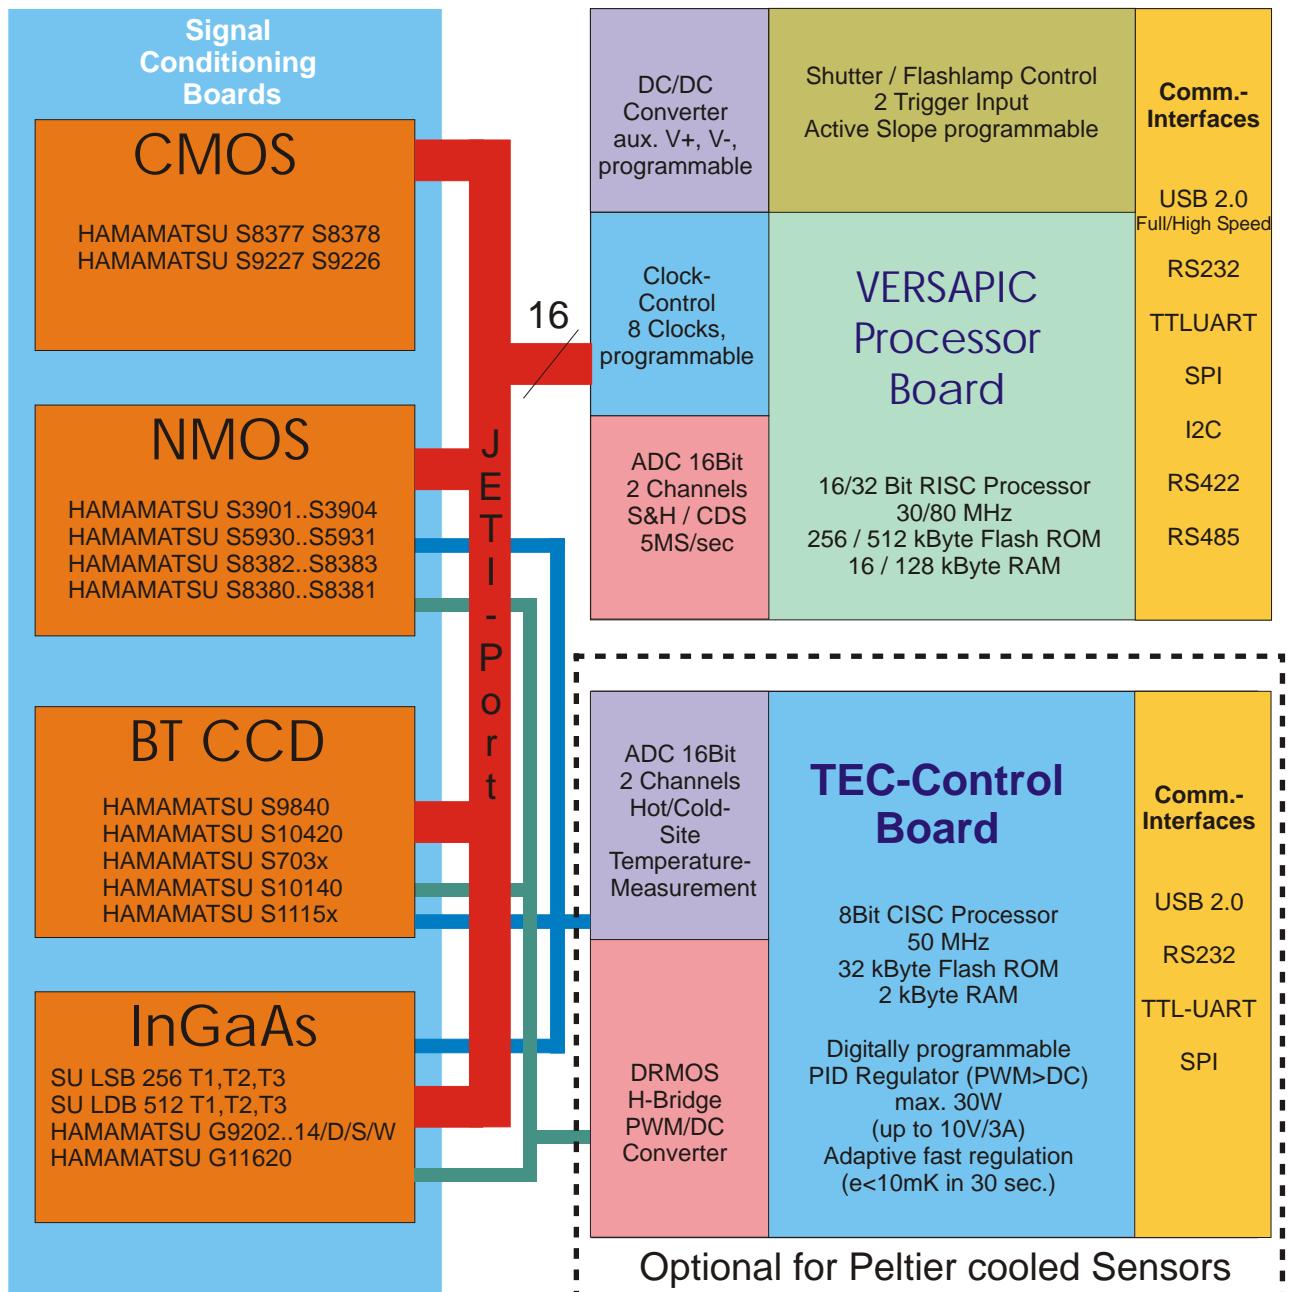 Signal
Conditioning
Boards
CMOS
HAMAMATSU S8377 S8378
HAMAMATSU S9227 S9226
NMOS
HAMAMATSU S3901..S3904
HAMAMATSU S5930..S5931
HAMAMATSU S8382..S8383
HAMAMATSU S8380..S8381
BT CCD
HAMAMATSU S9840
HAMAMATSU S10420
HAMAMATSU S703x
HAMAMATSU S10140
HAMAMATSU S1115x
InGaAs
SU LSB 256 T1,T2,T3
SU LDB 512 T1,T2,T3
HAMAMATSU G9202..14/D/S/W
HAMAMATSU G11620
JETI-Port
16
DC/DC
Converter
aux. V+, V-,
programmable
Clock-
Control
8 Clocks,
programmable
ADC 16Bit
2 Channels
S&H / CDS
5MS/sec
Shutter / Flashlamp Control
2 Trigger Input
Active Slope programmable
VERSAPIC
Processor
Board
16/32 Bit RISC Processor
30/80 MHz
256 / 512 kByte Flash ROM
16 / 128 kByte RAM
Comm.-
Interfaces
USB 2.0
Full/High Speed
RS232
TTLUART
SPI
I2C
RS422
RS485
ADC 16Bit
2 Channels
Hot/Cold-
Site
Temperature-
Measurement
DRMOS
H-Bridge
PWM/DC
Converter
TEC-Control
Board
8Bit CISC Processor
50 MHz
32 kByte Flash ROM
2 kByte RAM
Digitally programmable
PID Regulator (PWM>DC)
max. 30W
(up to 10V/3A)
Adaptive fast regulation
(e<10mK in 30 sec.)
Comm.-
Interfaces
USB 2.0
RS232
TTL-UART
SPI
Optional for Peltier cooled Sensors